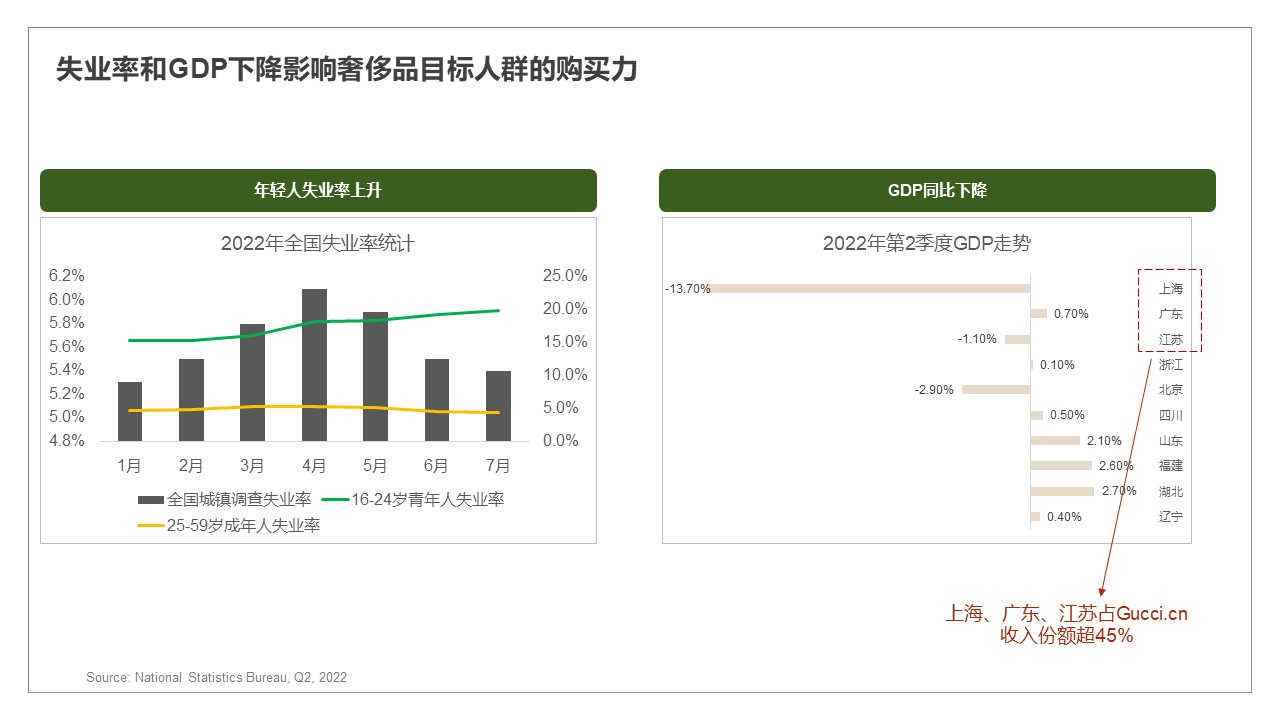 失业率和GDP下降影响奢侈品目标人群的购买力
年轻人失业率上升
2022年全国失业率统计
6.2%
6.0%
5.8%
5.6%
5.4%
5.2%
5.0%
4.8%
25.0%
20.0%
15.0%
10.0%
5.0%
0.0%
1月 2月 3月 4月 5月 6月 7月
全国城镇调查失业率 16-24岁青年人失业率
25-59岁成年人失业率
GDP同比下降
2022年第2季度GDP走势
-13.70% 上海
0.70% 广东
-1.10% 江苏
0.10% 浙江
-2.90% 北京
0.50% 四川
2.10% 山东
2.60% 福建
2.70% 湖北
0.40% 辽宁
上海、广东、江苏占Gucci.cn
收入份额超45%
Source: National Statistics Bureau, Q2, 2022